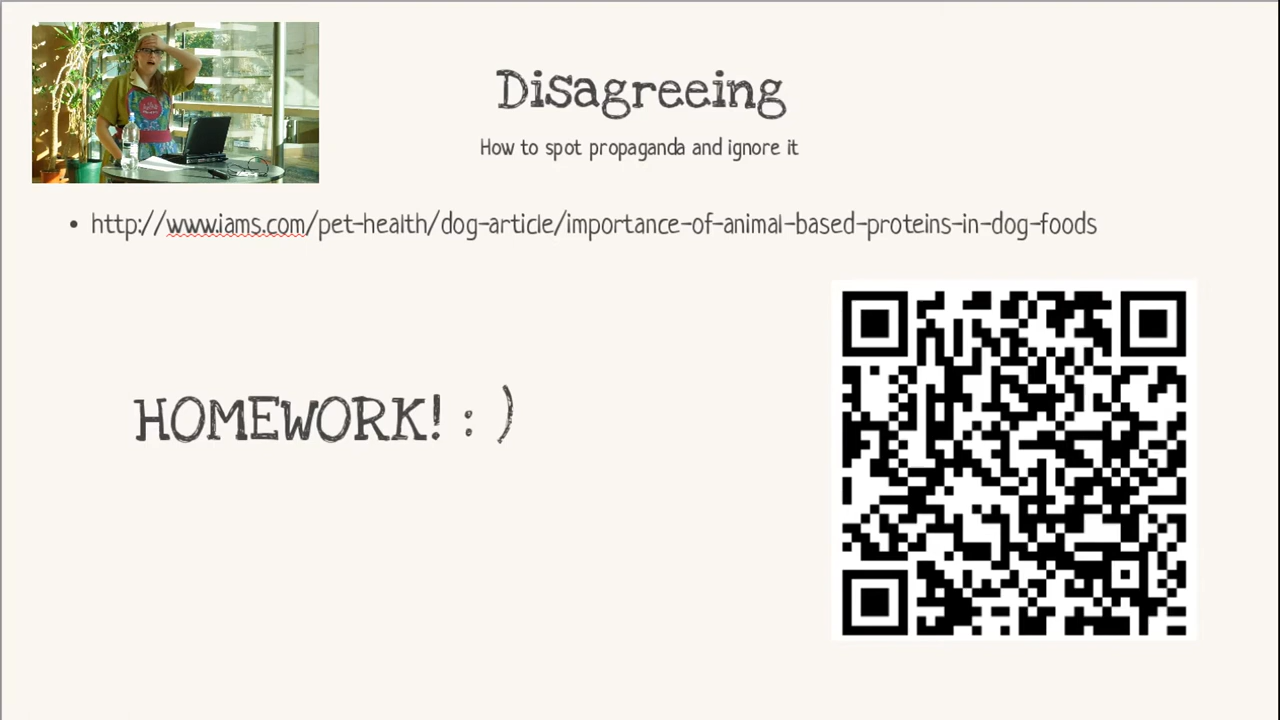 Disagreeing
How to spot propaganda and ignore it
• http://www.iams.com/pet-health/dog-article/importance-of-animal-based-proteins-in-dog-foods
HOMEWORK! : )